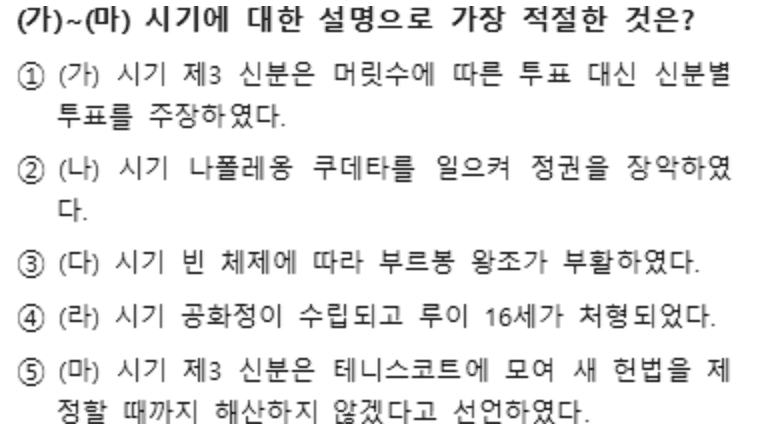 (가)~(마) 시기에 대한 설명으로 가장 적절한 것은?
① (가) 시기 제3 신분은 머릿수에 따른 투표 대신 신분별
투표를 주장하였다.
② (나) 시기 나폴레옹 쿠데타를 일으켜 정권을 장악하였
다.
③ (다) 시기 빈 체제에 따라 부르봉 왕조가 부활하였다.
④ (라) 시기 공화정이 수립되고 루이 16세가 처형되었다.
⑤ (마) 시기 제3 신분은 테니스코트에 모여 새 헌법을 제
정할 때까지 해산하지 않겠다고 선언하였다.